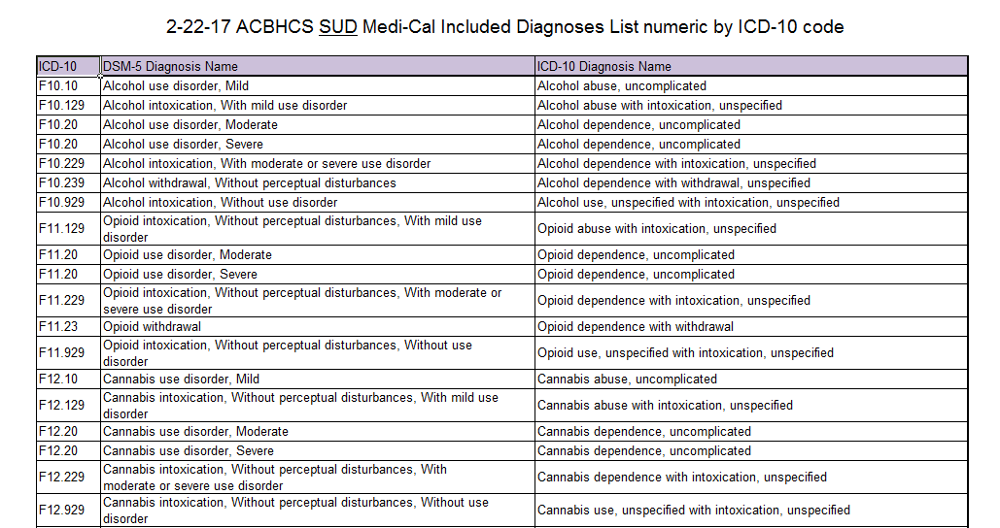 2-22-17 ACBHCS SUD Medi-Cal Included Diagnoses List numeric by ICD-10 code
ICD-10 DSM-5 Diagnosis Name ICD-10 Diagnosis Name
F10.10 Alcohol use disorder, Mild Alcohol abuse, uncomplicated
F10.129 Alcohol intoxication, With mild use disorder Alcohol abuse with intoxication, unspecified
F10.20 Alcohol use disorder, Moderate Alcohol dependence, uncomplicated
F10.20 Alcohol use disorder, Severe Alcohol dependence, uncomplicated
F10.229 Alcohol intoxication, With moderate or severe use disorder Alcohol dependence with intoxication, unspecified
F10.239 Alcohol withdrawal, Without perceptual disturbances Alcohol dependence with withdrawal, unspecified
F10.929 Alcohol intoxication, Without use disorder Alcohol use, unspecified with intoxication, unspecified
F11.129 Opioid intoxication, Without perceptual disturbances, With mild use
disorder Opioid abuse with intoxication, unspecified
F11.20 Opioid use disorder, Moderate Opioid dependence, uncomplicated
F11.20 Opioid use disorder, Severe Opioid dependence, uncomplicated
F11.229 Opioid intoxication, Without perceptual disturbances, With moderate or
severe use disorder Opioid dependence with intoxication, unspecified
F11.23 Opioid withdrawal Opioid dependence with withdrawal
F11.929 Opioid intoxication, Without perceptual disturbances, Without use
disorder Opioid use, unspecified with intoxication, unspecified
F12.10 Cannabis use disorder, Mild Cannabis abuse, uncomplicated
F12.129 Cannabis intoxication, Without perceptual disturbances, With mild use
disorder Cannabis abuse with intoxication, unspecified
F12.20 Cannabis use disorder, Moderate Cannabis dependence, uncomplicated
F12.20 Cannabis use disorder, Severe Cannabis dependence, uncomplicated
F12.229 Cannabis intoxication, Without perceptual disturbances, With
moderate or severe use disorder Cannabis dependence with intoxication, unspecified
F12.929 Cannabis intoxication, Without perceptual disturbances, Without use
disorder Cannabis use, unspecified with intoxication, unspecified